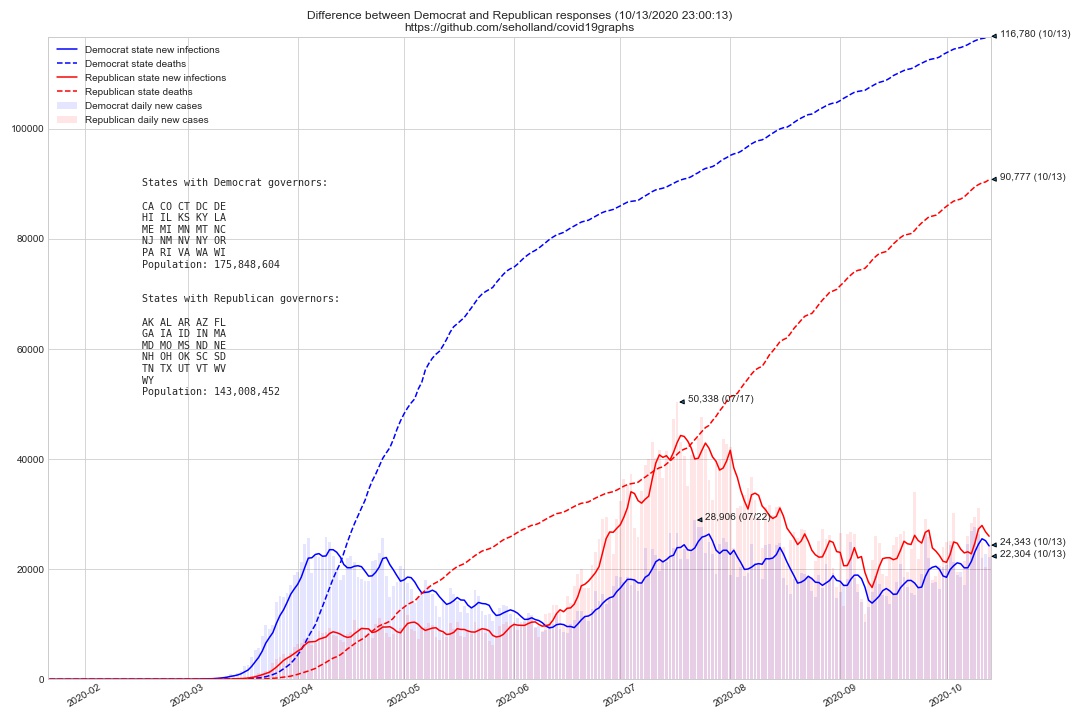 Difference between Democrat and Republican responses (10/13/2020 23:00:13)
https://github.com/seholland/covid19graphs
Democrat state new infections
Democrat state deaths
Republican state new infections
Republican state deaths
Democrat daily new cases
Republican daily new cases
States with Democrat governors:
CA CO CT DC DE
HI IL KS KY LA
ME MI MN MT NC
NJ NM NV NY OR
PA RI VA WA WI
Population: 175,848,604
States with Republican governors:
AK AL AR AZ FL
GA IA ID IN MA
MD MO MS ND NE
NH OH OK SC SD
TN TX UT VT WV
WY
Population: 143,008,452
116,780 (10/13)
90,777 (10/13)
50,338 (07/17)
28,906 (07/22)
24,343 (10/13)
22,304 (10/13)
100000
80000
60000
40000
20000
0
2020-02
2020-03
2020-04
2020-05
2020-06
2020-07
2020-08
2020-09
2020-10